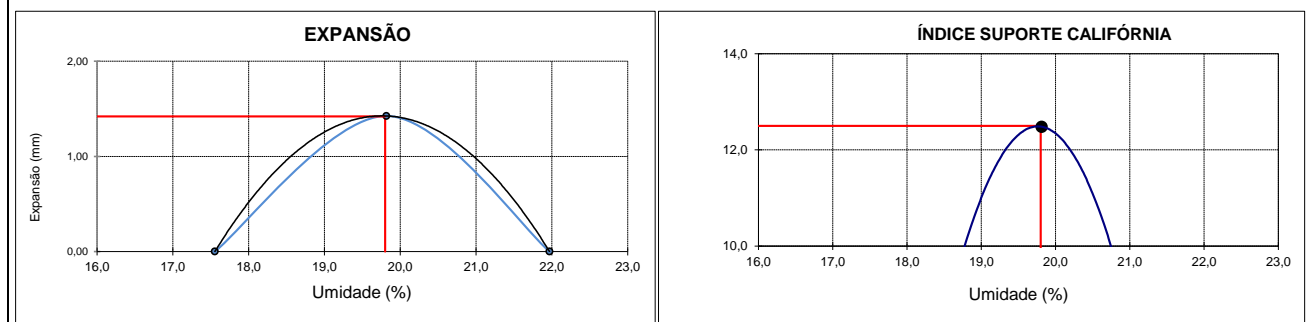 EXPANSÃO
2,00
1,00
0,00
Expansão (mm)
16,0 17,0 18,0 19,0 20,0 21,0 22,0 23,0
Umidade (%)
ÍNDICE SUPORTE CALIFÓRNIA
14,0
12,0
10,0
16,0 17,0 18,0 19,0 20,0 21,0 22,0 23,0
Umidade (%)